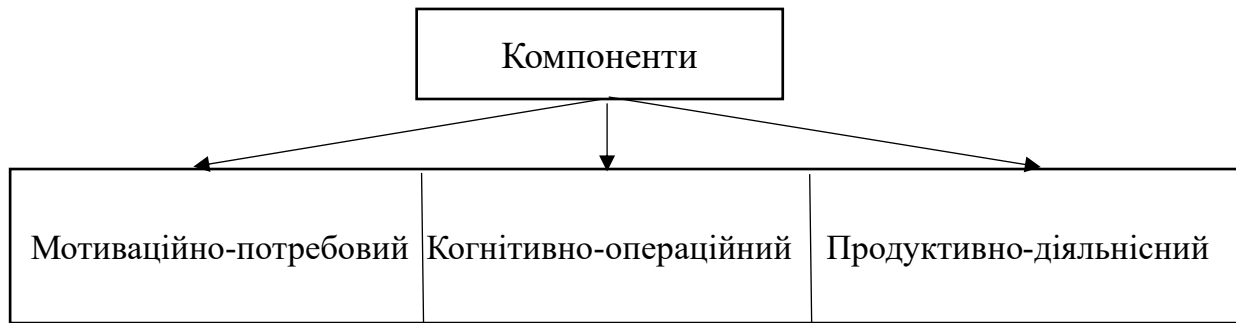 Компоненти
Мотиваційно-потребовий Когнітивно-операційний Продуктивно-діяльнісний